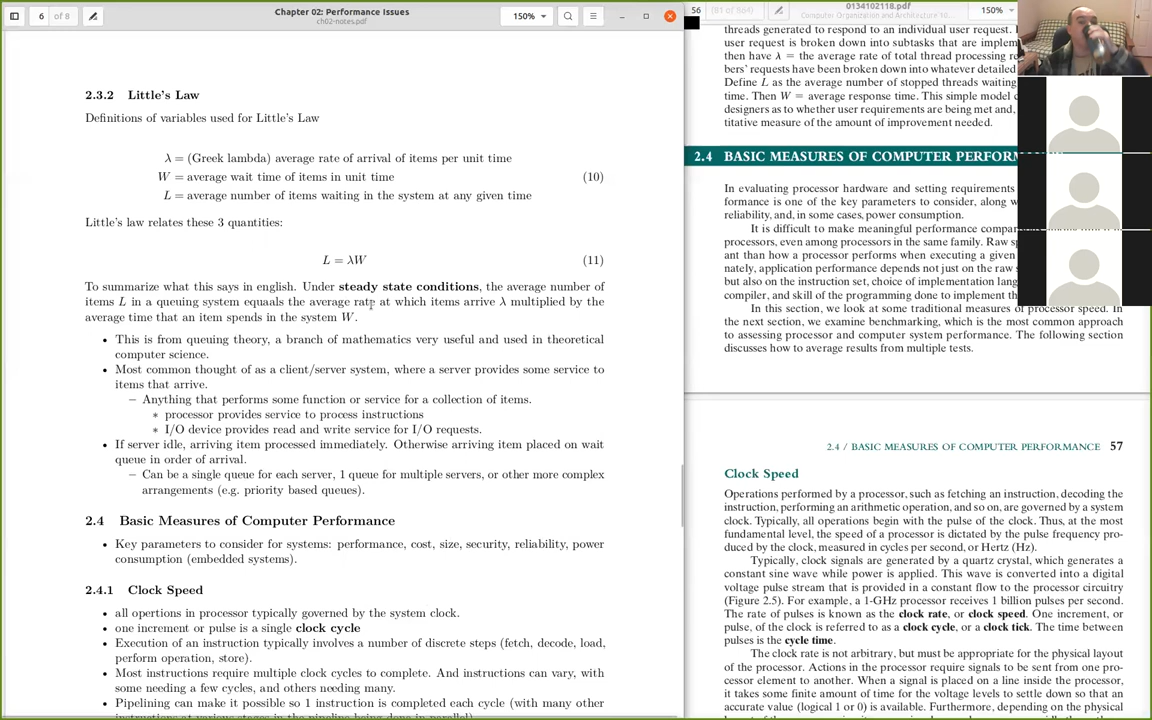 6 of 8
Chapter 02: Performance Issues
ch02-notes.pdf
150%
2.3.2 Little's Law
Definitions of variables used for Little's Law
λ = (Greek lambda) average rate of arrival of items per unit time
W = average wait time of items in unit time (10)
L = average number of items waiting in the system at any given time
Little's law relates these 3 quantities:
L = λW (11)
To summarize what this says in english. Under steady state conditions, the average number of
items L in a queuing system equaals the average rate at which items arrive λ multiplied by the
average time that an item spends in the system W.
• This is from queuing theory, a branch of mathematics very useful and used in theoretical
computer science.
• Most common thought of as a client/server system, where a server provides some service to
items that arrive.
– Anything that performs some function or service for a collection of items.
* processor provides service to process instructions
* I/O device provides read and write service for I/O requests.
• If server idle, arriving item processed immediately. Otherwise arriving item placed on wait
queue in order of arrival.
– Can be a single queue for each server, 1 queue for multiple servers, or other more complex
arrangements (e.g. priority based queues).
2.4 Basic Measures of Computer Performance
• Key parameters to consider for systems: performance, cost, size, security, reliability, power
consumption (embedded systems).
2.4.1 Clock Speed
• all opertions in processor typically governed by the system clock.
• one increment or pulse is a single clock cycle
• Execution of an instruction typically involves a number of discrete steps (fetch, decode, load,
perform operation, store).
• Most instructions require multiple clock cycles to complete. And instructions can vary, with
some needing a few cycles, and others needing many.
• Pipelining can make it possible so 1 instruction is completed each cycle (with many other
instructions at various stages in the pipeline being done in parallel)
56 (81 of 864)
0134102118.pdf
Computer Organization and Architecture 10...
150%
threads generated to respond to an individual user request.
user request is broken down into subtasks that are implem
then have λ = the average rate of total thread processing re
bers' requests have been broken down into whatever detailed
Define L as the average number of stopped threads waiting
time. Then W = average response time. This simple model
designers as to whether user requirements are being met and,
titative measure of the amount of improvement needed.
2.4 BASIC MEASURES OF COMPUTER PERFORM
In evaluating processor hardware and setting requirements
formance is one of the key parameters to consider, along w
reliability, and, in some cases, power consumption.
It is difficult to make meaningful performance compar
processors, even among processors in the same family. Raw sp
ant than how a processor performs when executing a given
nately, application performance depends not just on the raw
but also on the instruction set, choice of implementation lang
compiler, and skill of the programming done to implement th
In this section, we look at some traditional measures of processor speed. In
the next section, we examine benchmarking, which is the most common approach
to assessing processor and computer system performance. The following section
discusses how to average results from multiple tests.
2.4 / BASIC MEASURES OF COMPUTER PERFORMANCE 57
Clock Speed
Operations performed by a processor, such as fetching an instruction, decoding the
instruction, performing an arithmetic operation, and so on, are governed by a system
clock. Typically, all operations begin with the pulse of the clock. Thus, at the most
fundamental level, the speed of a processor is dictated by the pulse frequency pro-
duced by the clock, measured in cycles per second, or Hertz (Hz).
Typically, clock signals are generated by a quartz crystal, which generates a
constant sine wave while power is applied. This wave is converted into a digital
voltage pulse stream that is provided in a constant flow to the processor circuitry
(Figure 2.5). For example, a 1-GHz processor receives 1 billion pulses per second.
The rate of pulses is known as the clock rate, or clock speed. One increment, or
pulse, of the clock is referred to as a clock cycle, or a clock tick. The time between
pulses is the cycle time.
The clock rate is not arbitrary, but must be appropriate for the physical layout
of the processor. Actions in the processor require signals to be sent from one pro-
cessor element to another. When a signal is placed on a line inside the processor,
it takes some finite amount of time for the voltage levels to settle down so that an
accurate value (logical 1 or 0) is available. Furthermore, depending on the physical